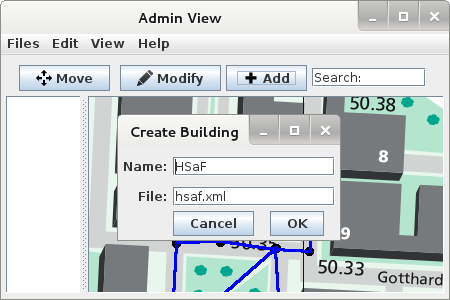 Admin View
Files Edit View Help
Move Modify Add Search:
50.38
Create Building
8
Name: HSaF
File: hsaf.xml
Cancel OK
9
50.35
50.33
Gotthard